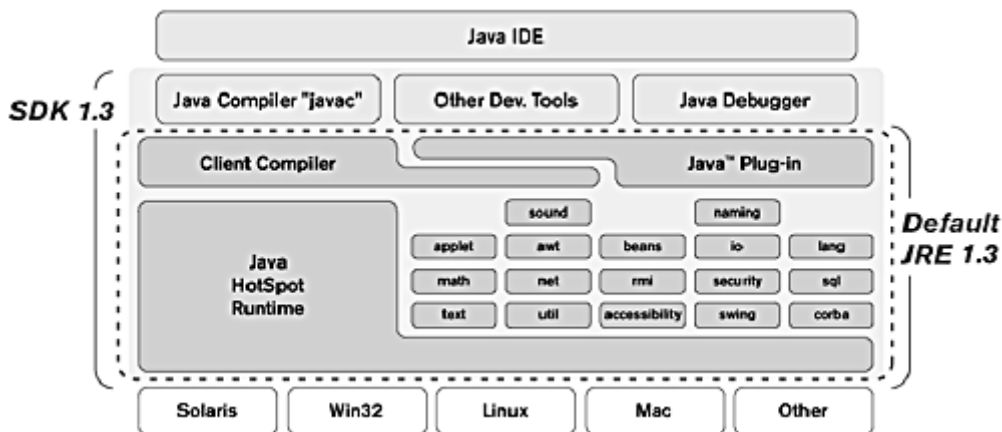 Java IDE
SDK 1.3
Java Compiler "javac"
Other Dev. Tools
Java Debugger
Client Compiler
Java™ Plug-in
Default
JRE 1.3
Java
HotSpot
Runtime
sound
naming
applet
awt
beans
io
lang
math
net
rmi
security
sql
text
util
accessibility
swing
corba
Solaris
Win32
Linux
Mac
Other